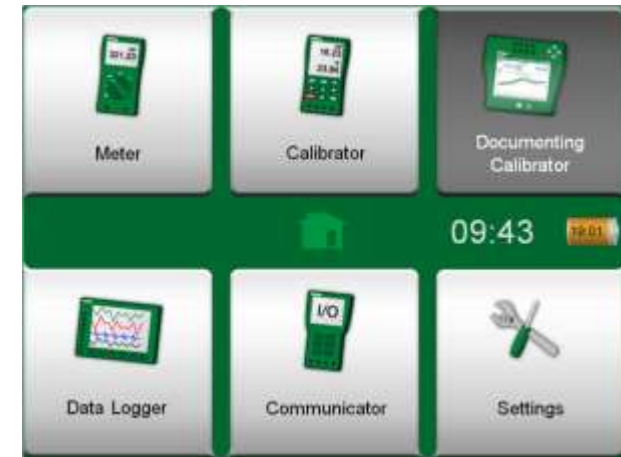 Meter
Calibrator
Documenting
Calibrator
09:43
I/O
Data Logger
Communicator
Settings